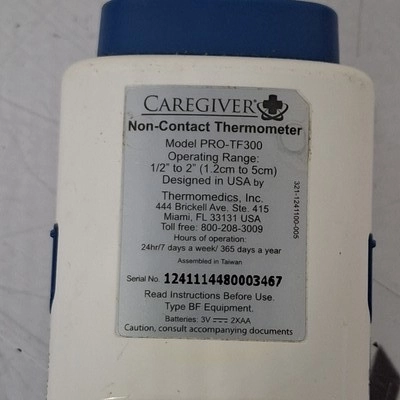 CAREGIVER
Non-Contact Thermometer
Model PRO-TF300
Operating Range:
1/2" to 2" (1.2cm to 5cm)
Designed in USA by
Thermomedics, Inc.
444 Brickell Ave. Ste. 415
Miami, FL 33131 USA
Toll free: 800-208-3009
Hours of operation:
24hr/7 days a week/ 365 days a year
Assembled in Taiwan
Serial No. 1241114480003467
Read Instructions Before Use.
Type BF Equipment.
Batteries: 3V ⎓ 2XAA
Caution, consult accompanying documents
321-1241100-005